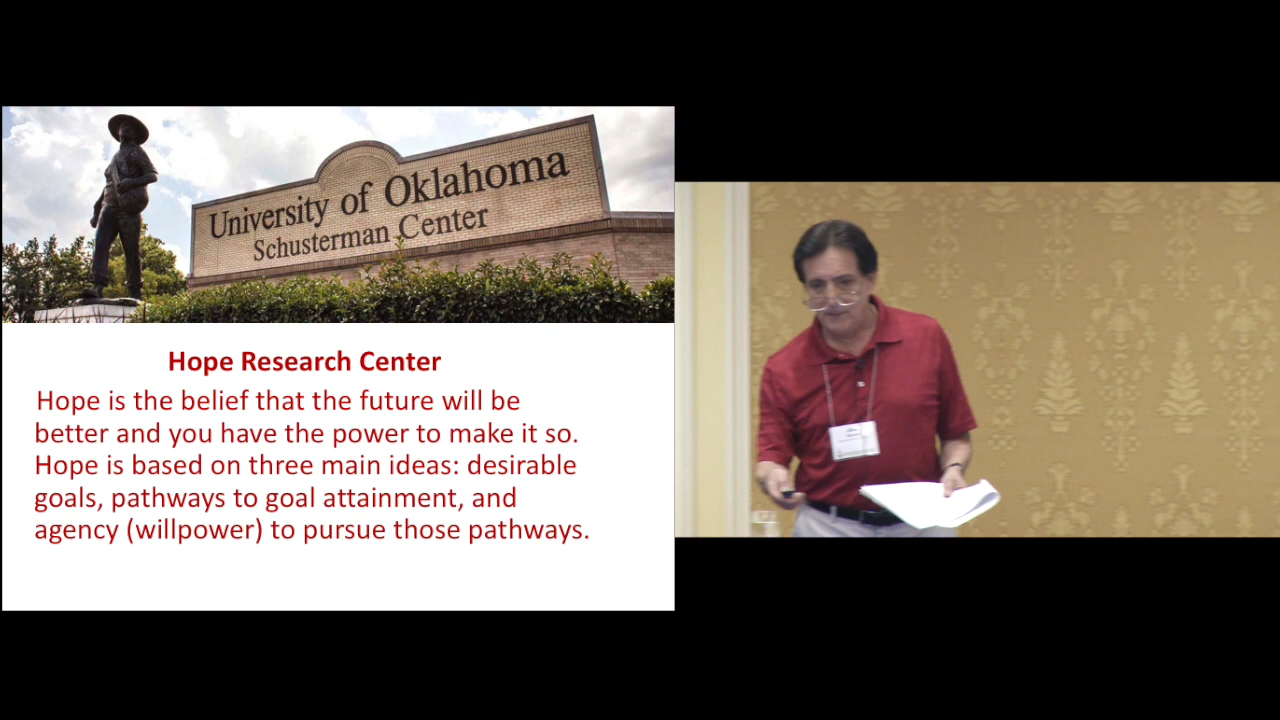 University of Oklahoma
Schusterman Center
Hope Research Center
Hope is the belief that the future will be
better and you have the power to make it so.
Hope is based on three main ideas: desirable
goals, pathways to goal attainment, and
agency (willpower) to pursue those pathways.